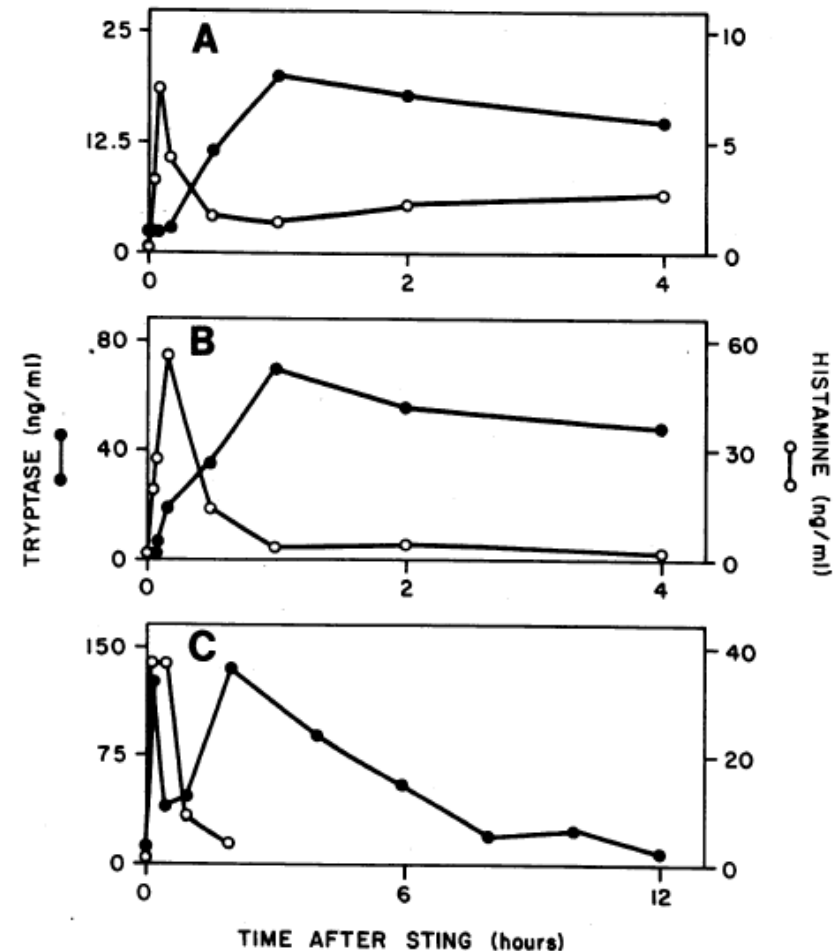 A
25
12.5
0
10
5
0
0 2 4
B
.80
40
0
60
30
0
0 2 4
TRYPTASE (ng/ml)
HISTAMINE (ng/ml)
C
150
75
0
40
20
0
0 6 12
TIME AFTER STING (hours)